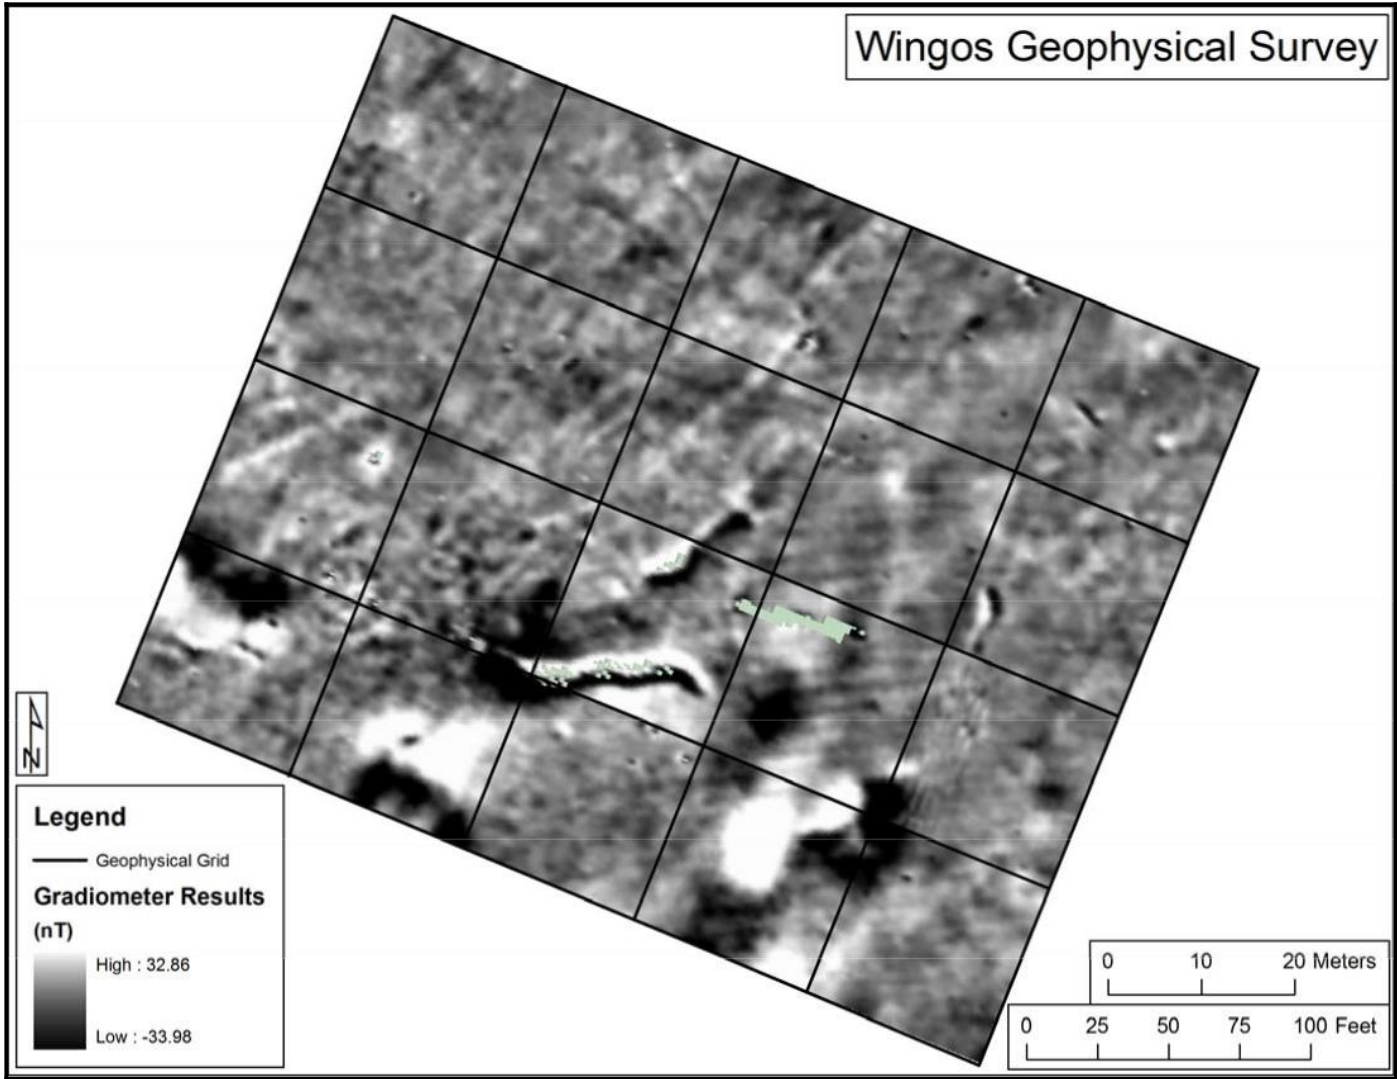 Wingos Geophysical Survey
N
Legend
Geophysical Grid
Gradiometer Results
(nT)
High : 32.86
Low : -33.98
0 10 20 Meters
0 25 50 75 100 Feet